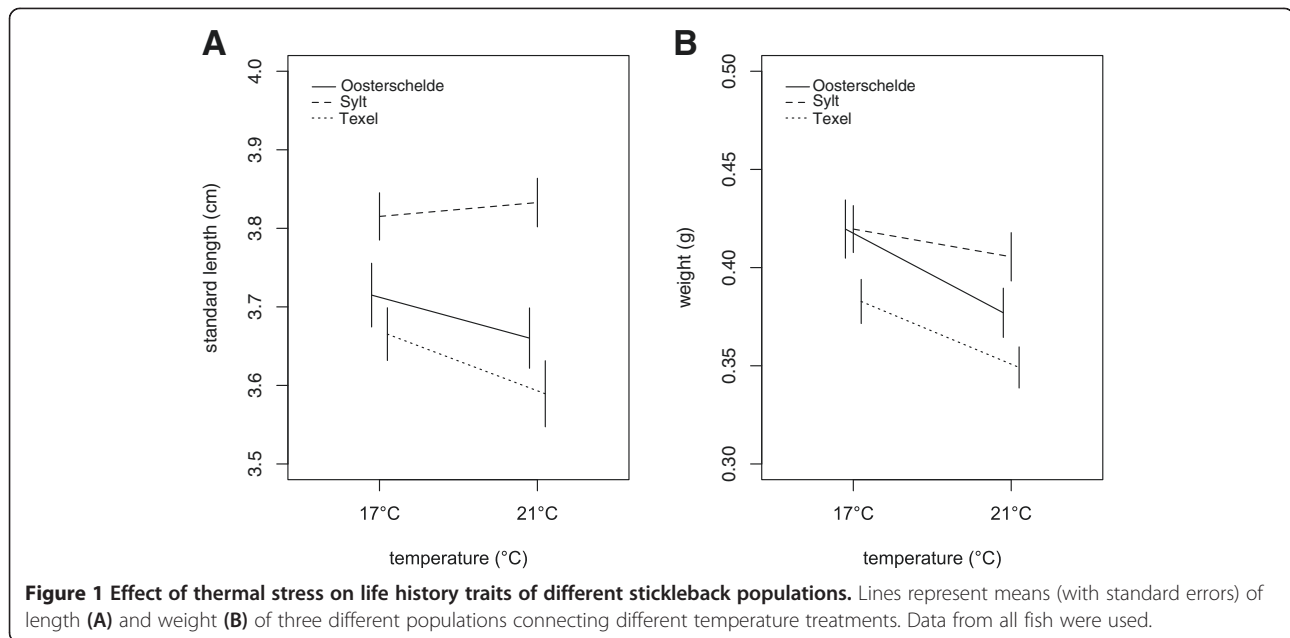 A
B
Oosterschelde
Sylt
Texel
4.0
3.9
3.8
3.7
3.6
3.5
standard length (cm)
17°C
21°C
temperature (°C)
Oosterschelde
Sylt
Texel
0.50
0.45
0.40
0.35
0.30
weight (g)
17°C
21°C
temperature (°C)
Figure 1 Effect of thermal stress on life history traits of different stickleback populations. Lines represent means (with standard errors) of
length (A) and weight (B) of three different populations connecting different temperature treatments. Data from all fish were used.